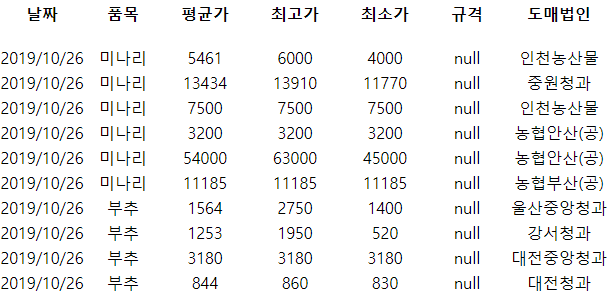 날짜 품목 평균가 최고가 최소가 규격 도매법인
2019/10/26 미나리 5461 6000 4000 null 인천농산물
2019/10/26 미나리 13434 13910 11770 null 중원청과
2019/10/26 미나리 7500 7500 7500 null 인천농산물
2019/10/26 미나리 3200 3200 3200 null 농협안산(공)
2019/10/26 미나리 54000 63000 45000 null 농협안산(공)
2019/10/26 미나리 11185 11185 11185 null 농협부산(공)
2019/10/26 부추 1564 2750 1400 null 울산중앙청과
2019/10/26 부추 1253 1950 520 null 강서청과
2019/10/26 부추 3180 3180 3180 null 대전중앙청과
2019/10/26 부추 844 860 830 null 대전청과